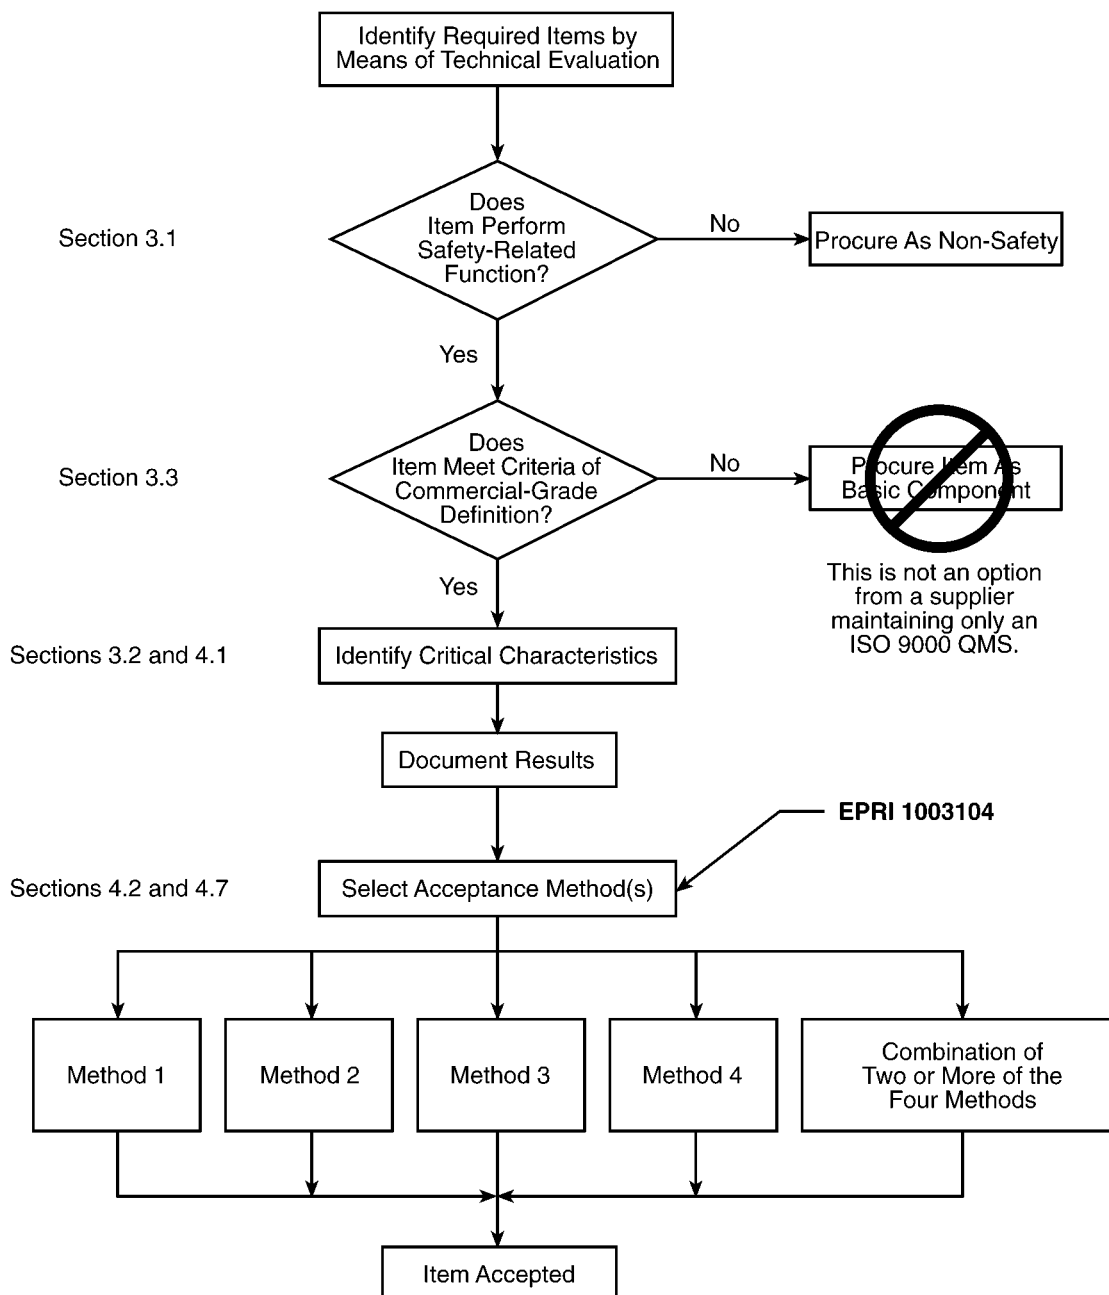 Identify Required Items by
Means of Technical Evaluation
Does
Item Perform
Safety-Related
Function?
Section 3.1
No
Procure As Non-Safety
Yes
Does
Item Meet Criteria of
Commercial-Grade
Definition?
Section 3.3
No
Procure Item As
Basic Component
This is not an option
from a supplier
maintaining only an
ISO 9000 QMS.
Yes
Sections 3.2 and 4.1
Identify Critical Characteristics
Document Results
EPRI 1003104
Sections 4.2 and 4.7
Select Acceptance Method(s)
Method 1
Method 2
Method 3
Method 4
Combination of
Two or More of the
Four Methods
Item Accepted